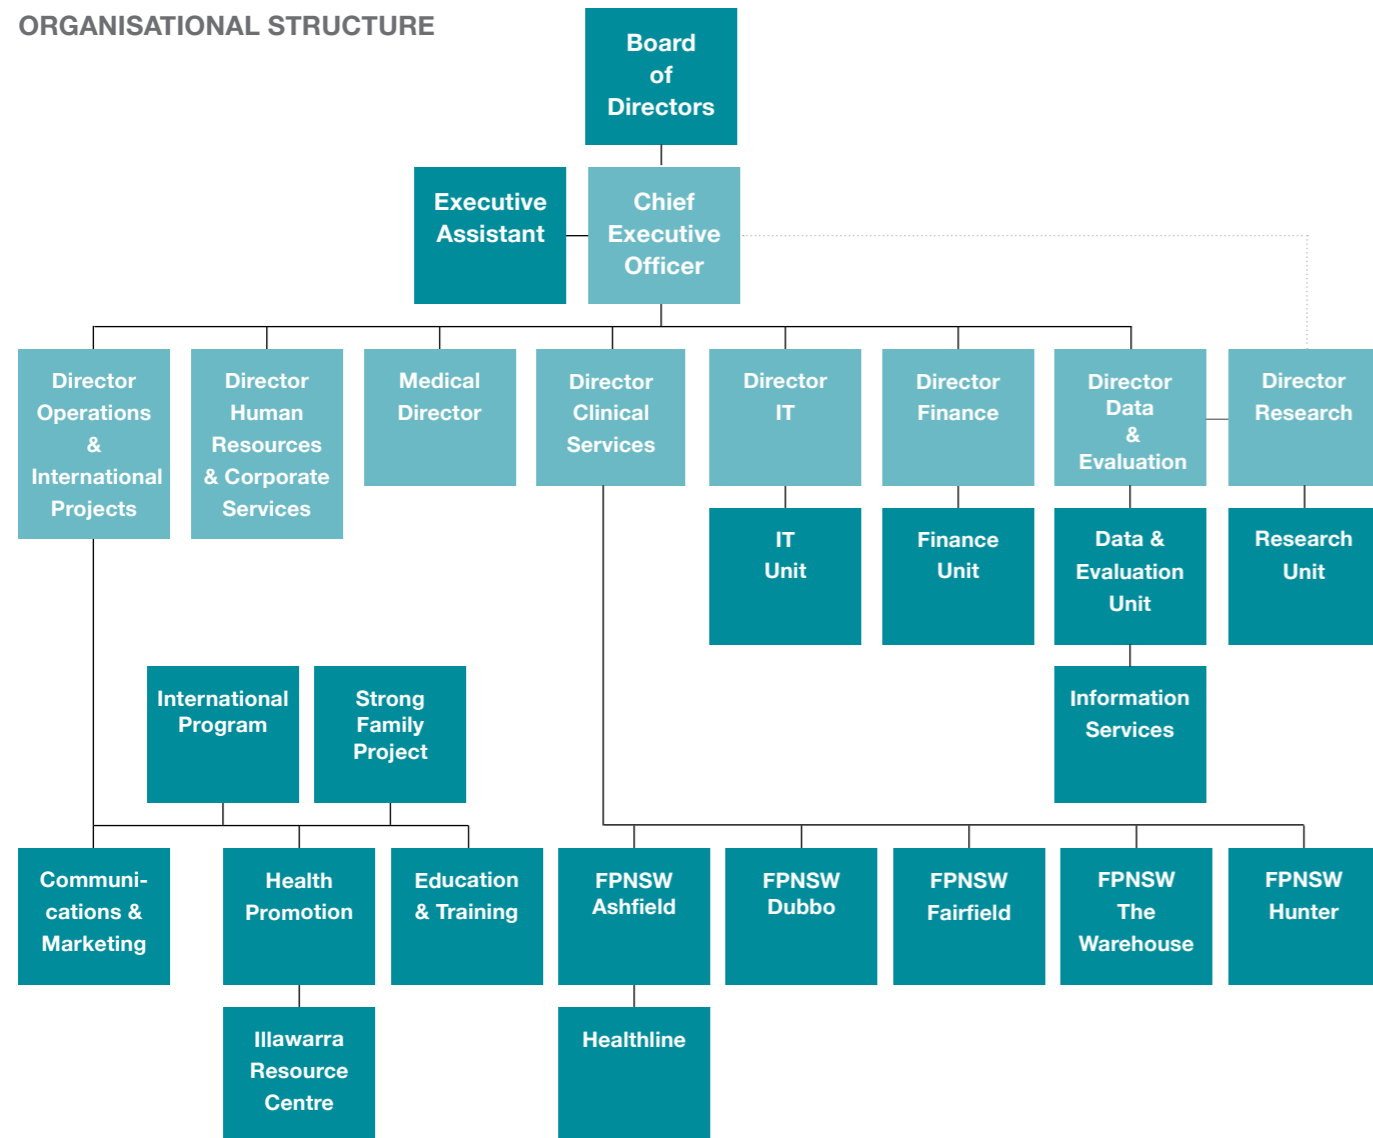 ORGANISATIONAL STRUCTURE
Board
of
Directors
Executive
Assistant
Chief
Executive
Officer
Director
Operations
&
International
Projects
Director
Human
Resources
& Corporate
Services
Medical
Director
Director
Clinical
Services
Director
IT
Director
Finance
Director
Data
&
Evaluation
Director
Research
IT
Unit
Finance
Unit
Data &
Evaluation
Unit
Research
Unit
International
Program
Strong
Family
Project
Information
Services
Communi-
cations &
Marketing
Health
Promotion
Education
& Training
FPNSW
Ashfield
FPNSW
Dubbo
FPNSW
Fairfield
FPNSW
The
Warehouse
FPNSW
Hunter
Illawarra
Resource
Centre
Healthline